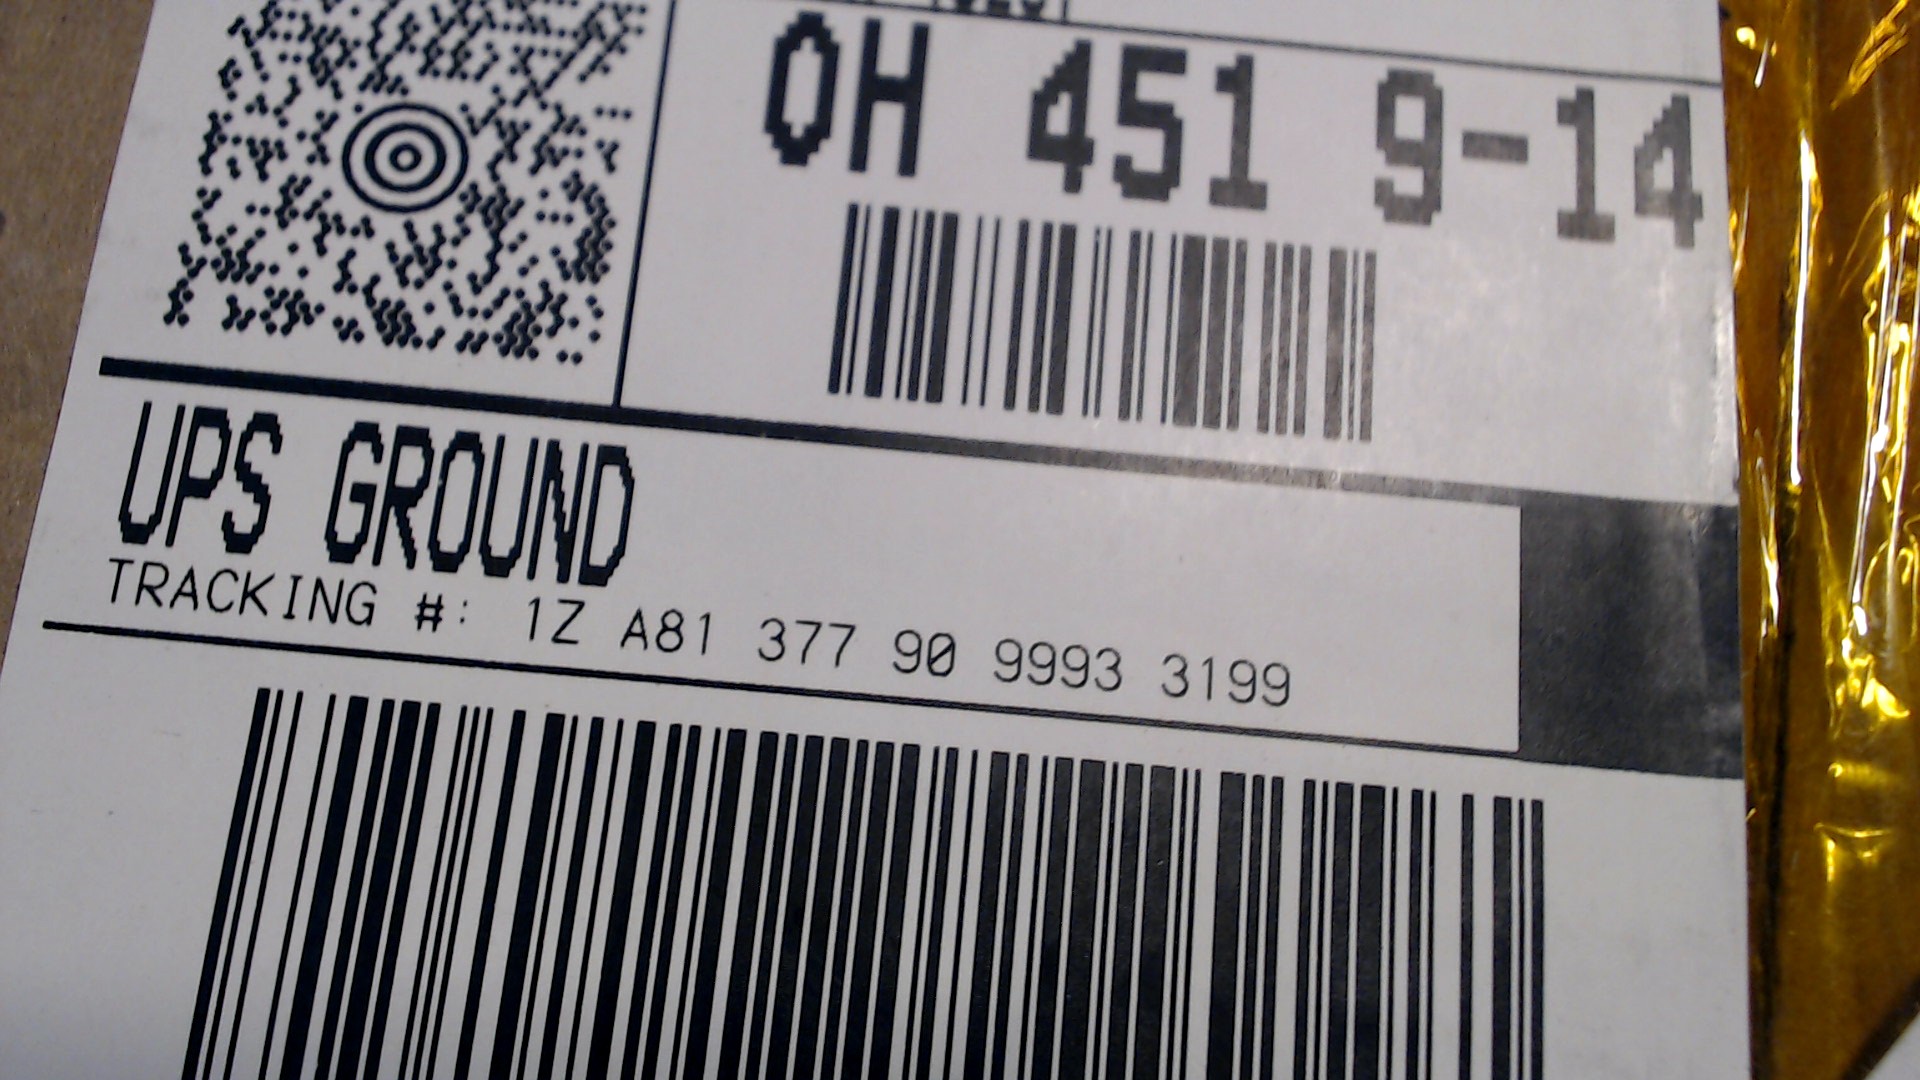 OH 451 9-14
UPS GROUND
TRACKING #: 1Z A81 377 90 9993 3199